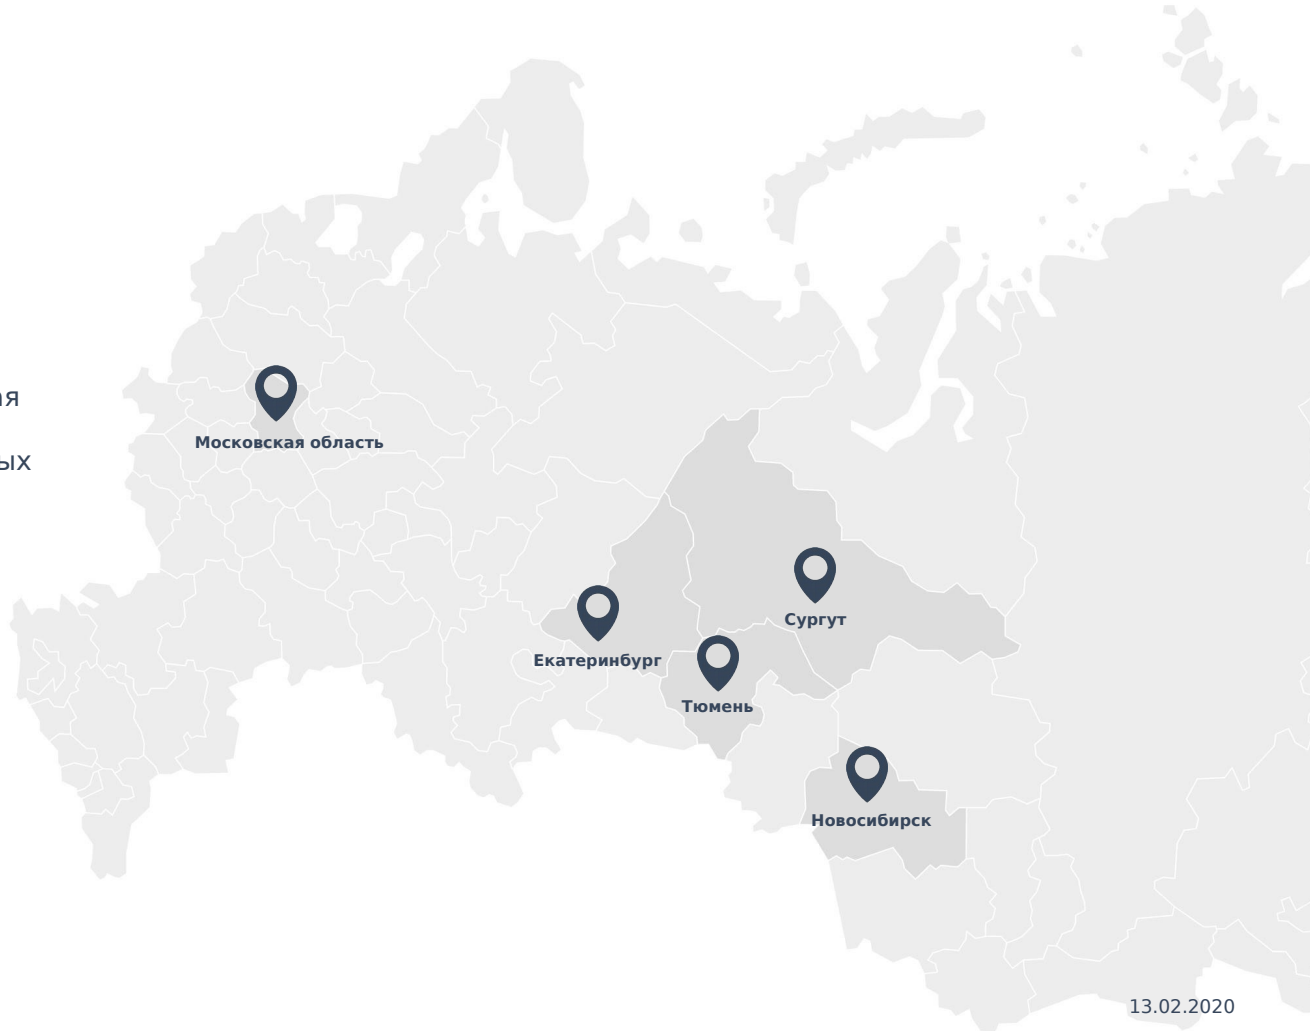 Московская область
Сургут
Екатеринбург
Тюмень
Новосибирск
13.02.2020